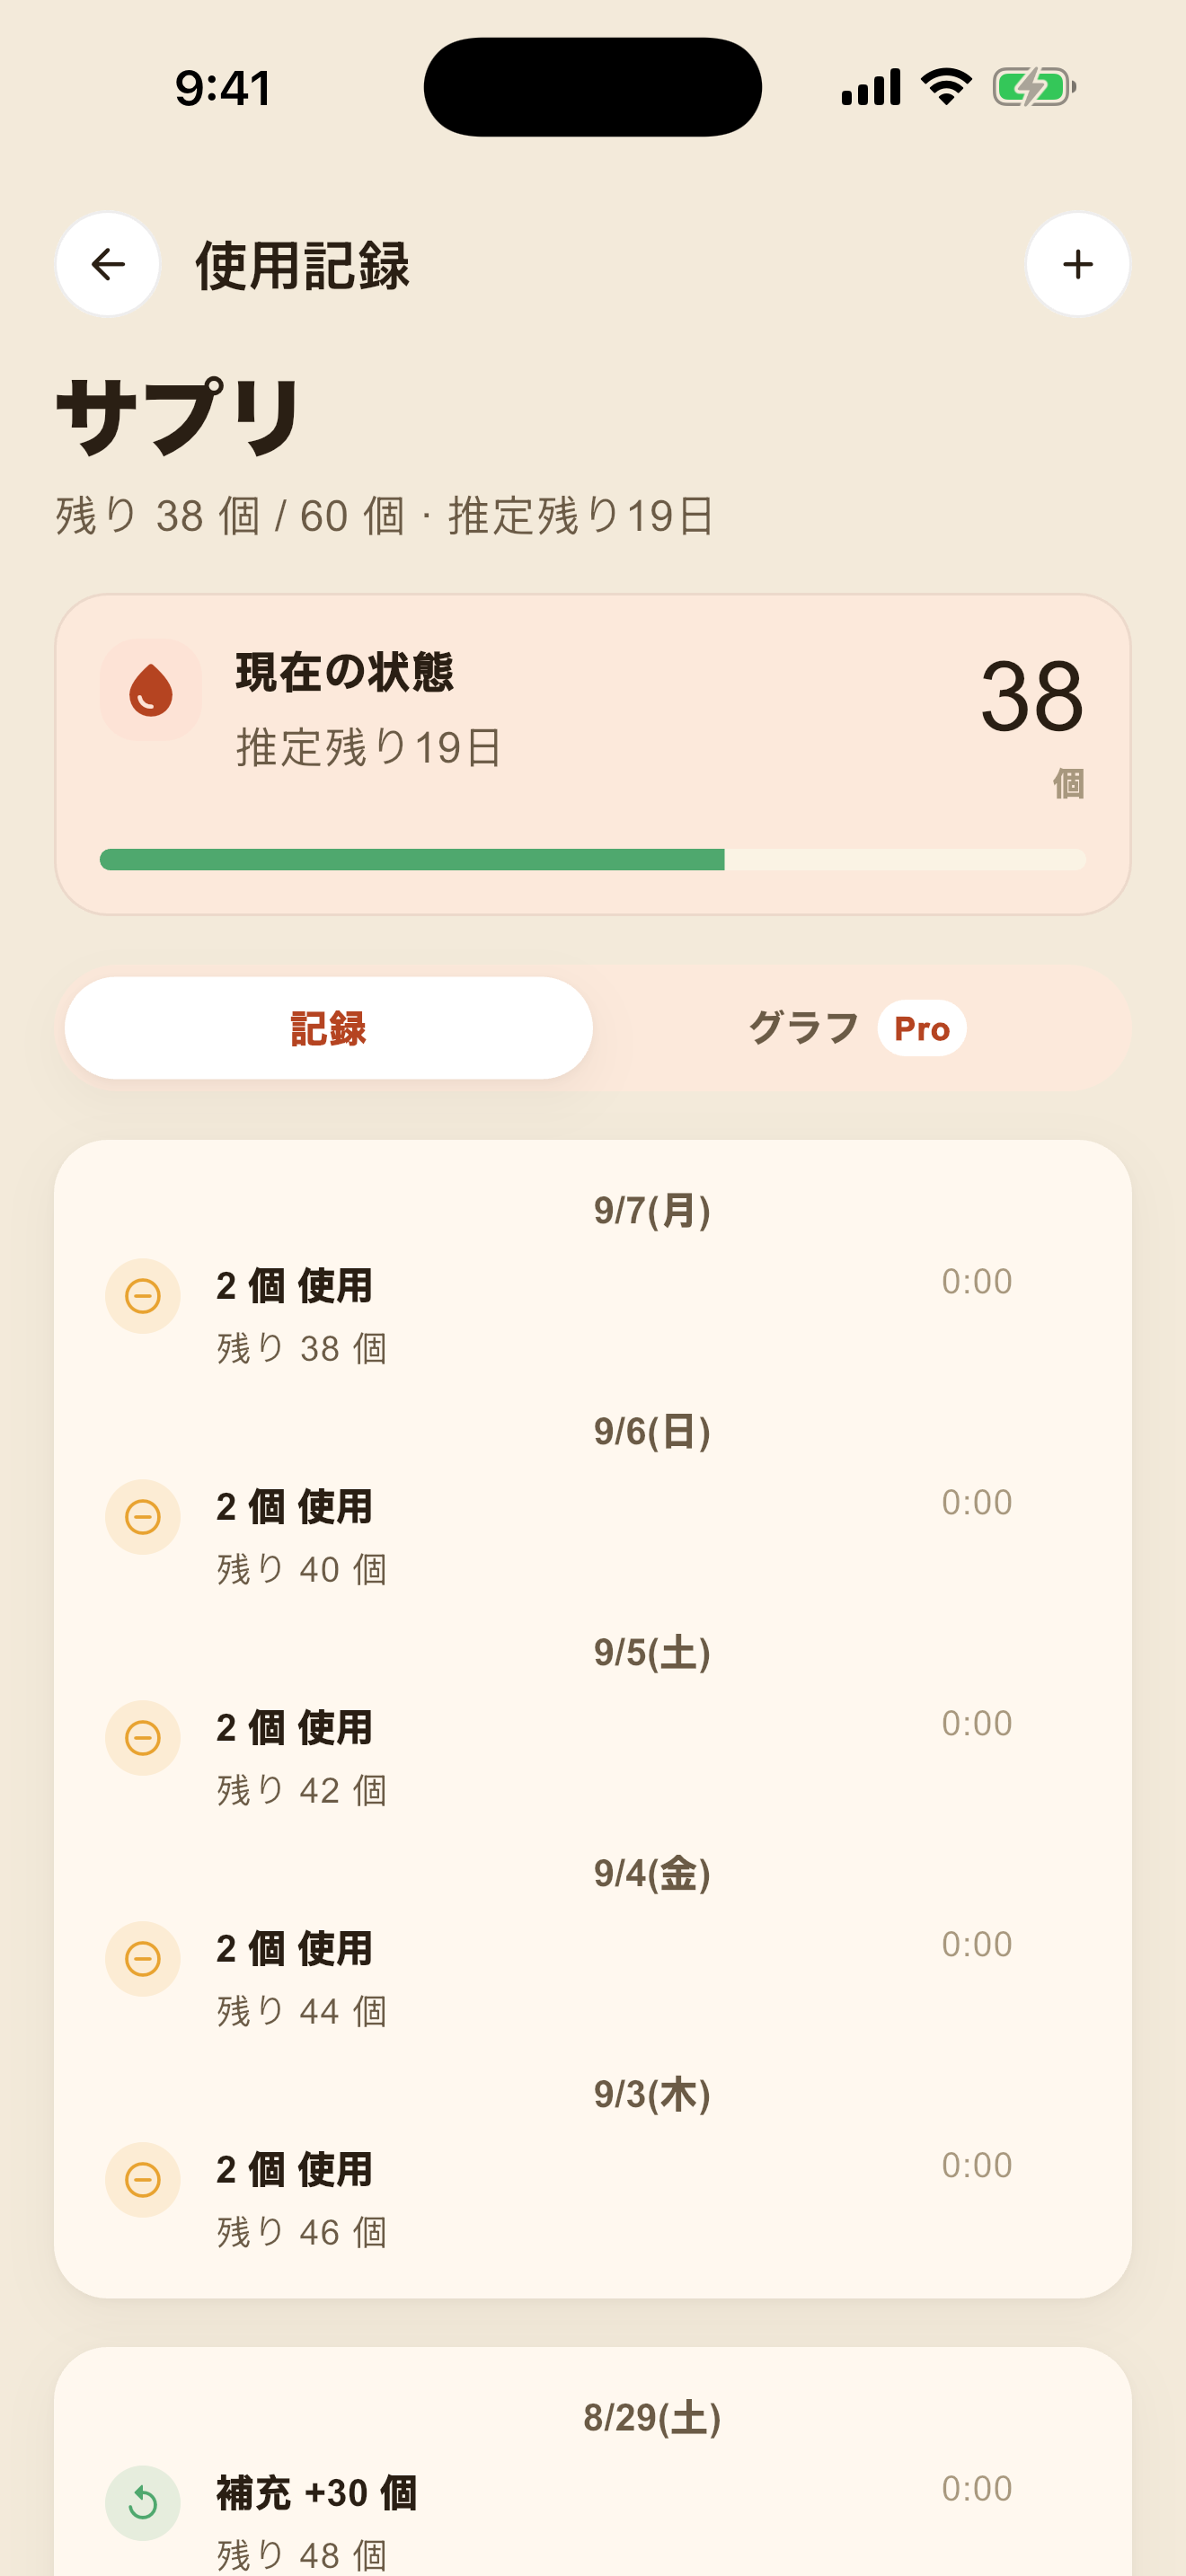 9:41
使用記録
サプリ
残り 38 個 / 60 個 · 推定残り19日
現在の状態
38
推定残り19日
個
記録
グラフ Pro
9/7(月)
2 個 使用 0:00
残り 38 個
9/6(日)
2 個 使用 0:00
残り 40 個
9/5(土)
2 個 使用 0:00
残り 42 個
9/4(金)
2 個 使用 0:00
残り 44 個
9/3(木)
2 個 使用 0:00
残り 46 個
8/29(土)
補充 +30 個 0:00
残り 48 個